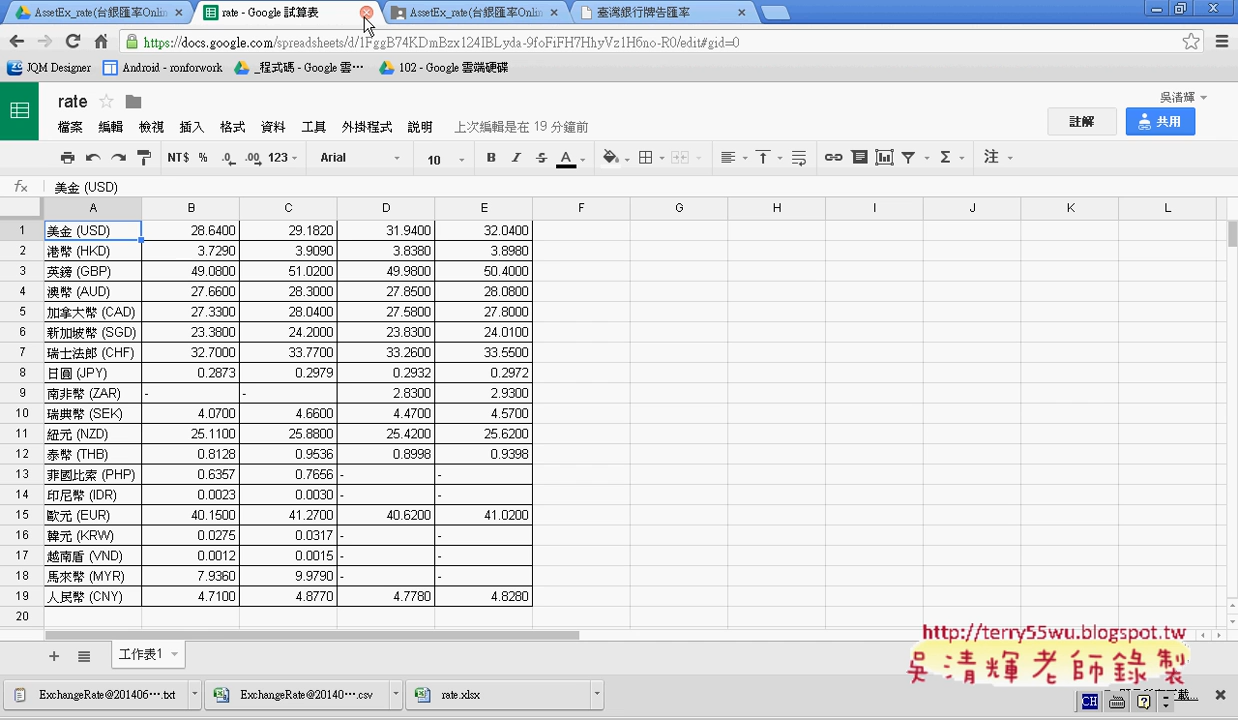 AssetEx_rate(台銀匯率Onlin
rate - Google 試算表
AssetEx_rate(台銀匯率Online
臺灣銀行牌告匯率
https://docs.google.com/spreadsheets/d/1FggB74KDmBzx124IBLyda-9foFiFH7HhyVz1H6no-R0/edit#gid=0
JQM Designer
Android - ronforwork
_程式碼 - Google 雲…
102 - Google 雲端硬碟
rate
吳清輝
檔案 編輯 檢視 插入 格式 資料 工具 外掛程式 說明 上次編輯是在 19 分鐘前
註解
共用
NT$ % .0 .00 123 Arial 10 B I S A Σ 注
fx 美金 (USD)
A B C D E F G H I J K L
1 美金 (USD) 28.6400 29.1820 31.9400 32.0400
2 港幣 (HKD) 3.7290 3.9090 3.8380 3.8980
3 英鎊 (GBP) 49.0800 51.0200 49.9800 50.4000
4 澳幣 (AUD) 27.6600 28.3000 27.8500 28.0800
5 加拿大幣 (CAD) 27.3300 28.0400 27.5800 27.8000
6 新加坡幣 (SGD) 23.3800 24.2000 23.8300 24.0100
7 瑞士法郎 (CHF) 32.7000 33.7700 33.2600 33.5500
8 日圓 (JPY) 0.2873 0.2979 0.2932 0.2972
9 南非幣 (ZAR) - - 2.8300 2.9300
10 瑞典幣 (SEK) 4.0700 4.6600 4.4700 4.5700
11 紐元 (NZD) 25.1100 25.8800 25.4200 25.6200
12 泰幣 (THB) 0.8128 0.9536 0.8998 0.9398
13 菲國比索 (PHP) 0.6357 0.7656 - -
14 印尼幣 (IDR) 0.0023 0.0030 - -
15 歐元 (EUR) 40.1500 41.2700 40.6200 41.0200
16 韓元 (KRW) 0.0275 0.0317 - -
17 越南盾 (VND) 0.0012 0.0015 - -
18 馬來幣 (MYR) 7.9360 9.9790 - -
19 人民幣 (CNY) 4.7100 4.8770 4.7780 4.8280
20
http://terry55wu.blogspot.tw
吳清輝老師錄製
工作表1
ExchangeRate@201406….txt
ExchangeRate@20140….csv
rate.xlsx
CH